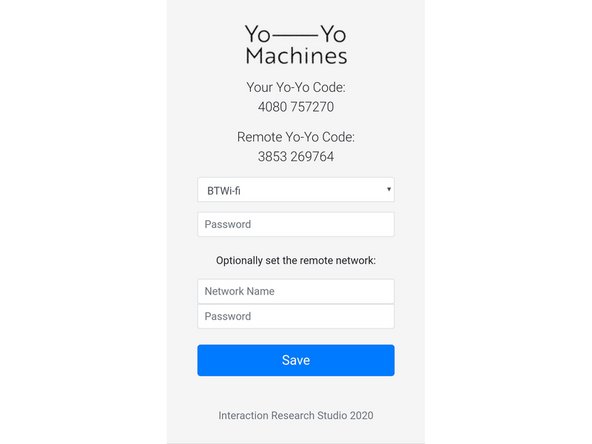 Yo——Yo
Machines
Your Yo-Yo Code:
4080 757270
Remote Yo-Yo Code:
3853 269764
BTWi-fi
Password
Optionally set the remote network:
Network Name
Password
Save
Interaction Research Studio 2020